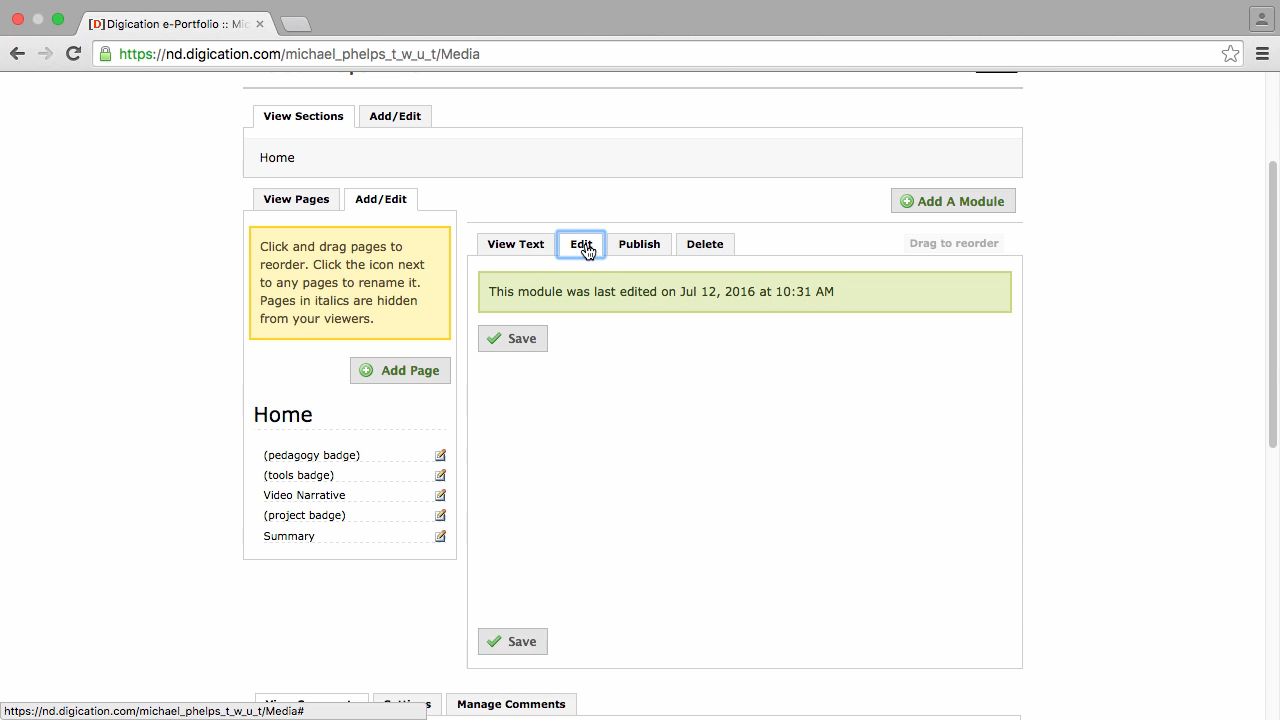 [D]Digication e-Portfolio :: Mic
https://nd.digication.com/michael_phelps_t_w_u_t/Media
View Sections
Add/Edit
Home
View Pages
Add/Edit
Add A Module
Click and drag pages to
reorder. Click the icon next
to any pages to rename it.
Pages in italics are hidden
from your viewers.
View Text
Edit
Publish
Delete
Drag to reorder
This module was last edited on Jul 12, 2016 at 10:31 AM
Save
Add Page
Home
(pedagogy badge)
(tools badge)
Video Narrative
(project badge)
Summary
Save
Manage Comments
https://nd.digication.com/michael_phelps_t_w_u_t/Media#